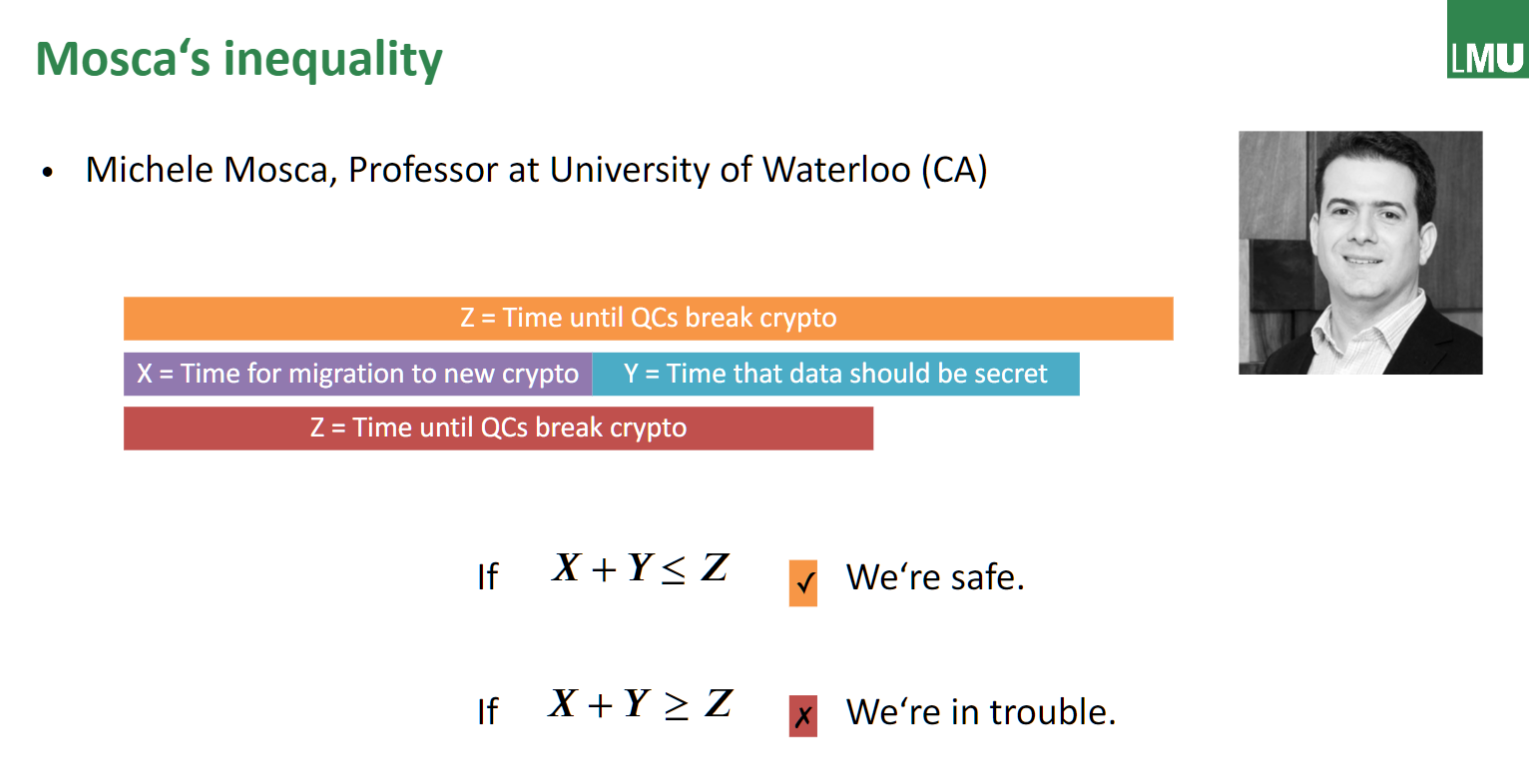 Mosca‘s inequality
LMU
• Michele Mosca, Professor at University of Waterloo (CA)
Z = Time until QCs break crypto
X = Time for migration to new crypto
Y = Time that data should be secret
Z = Time until QCs break crypto
If X + Y ≤ Z ✓ We‘re safe.
If X + Y ≥ Z ✗ We‘re in trouble.